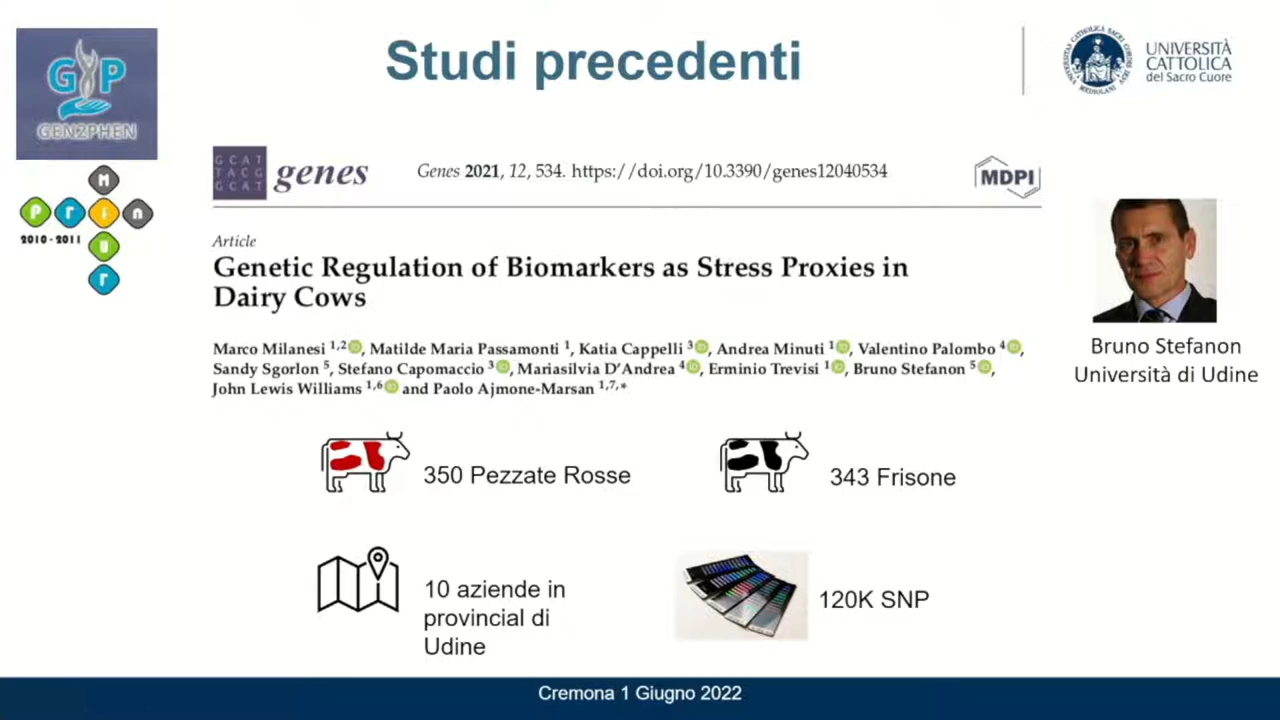 Studi precedenti
G P
GENZPHEN
UNIVERSITÀ
CATTOLICA
del Sacro Cuore
M
P r i n
2010-2011
U
r
GCAT
TACG
GCAT
genes
Genes 2021, 12, 534. https://doi.org/10.3390/genes12040534
MDPI
Article
Genetic Regulation of Biomarkers as Stress Proxies in
Dairy Cows
Marco Milanesi 1,2, Matilde Maria Passamonti 1, Katia Cappelli 3, Andrea Minuti 1, Valentino Palombo 4,
Sandy Sgorlon 5, Stefano Capomaccio 3, Mariasilvia D'Andrea 4, Erminio Trevisi 1, Bruno Stefanon 5,
John Lewis Williams 1,6 and Paolo Ajmone-Marsan 1,7,*
Bruno Stefanon
Università di Udine
350 Pezzate Rosse
343 Frisone
10 aziende in
provincial di
Udine
120K SNP
Cremona 1 Giugno 2022